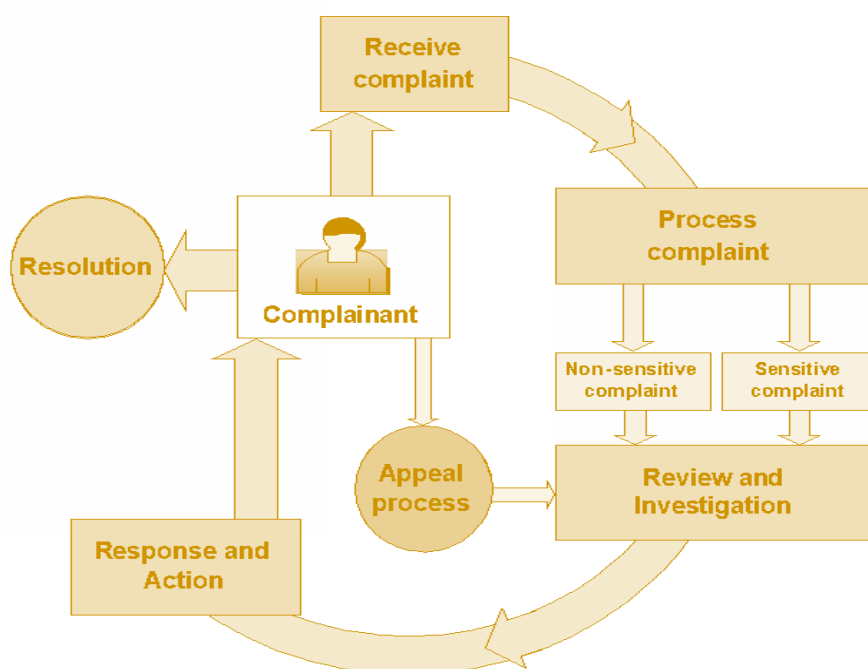 Receive
complaint
Process
complaint
Resolution
Complainant
Non-sensitive
complaint
Sensitive
complaint
Appeal
process
Review and
Investigation
Response and
Action